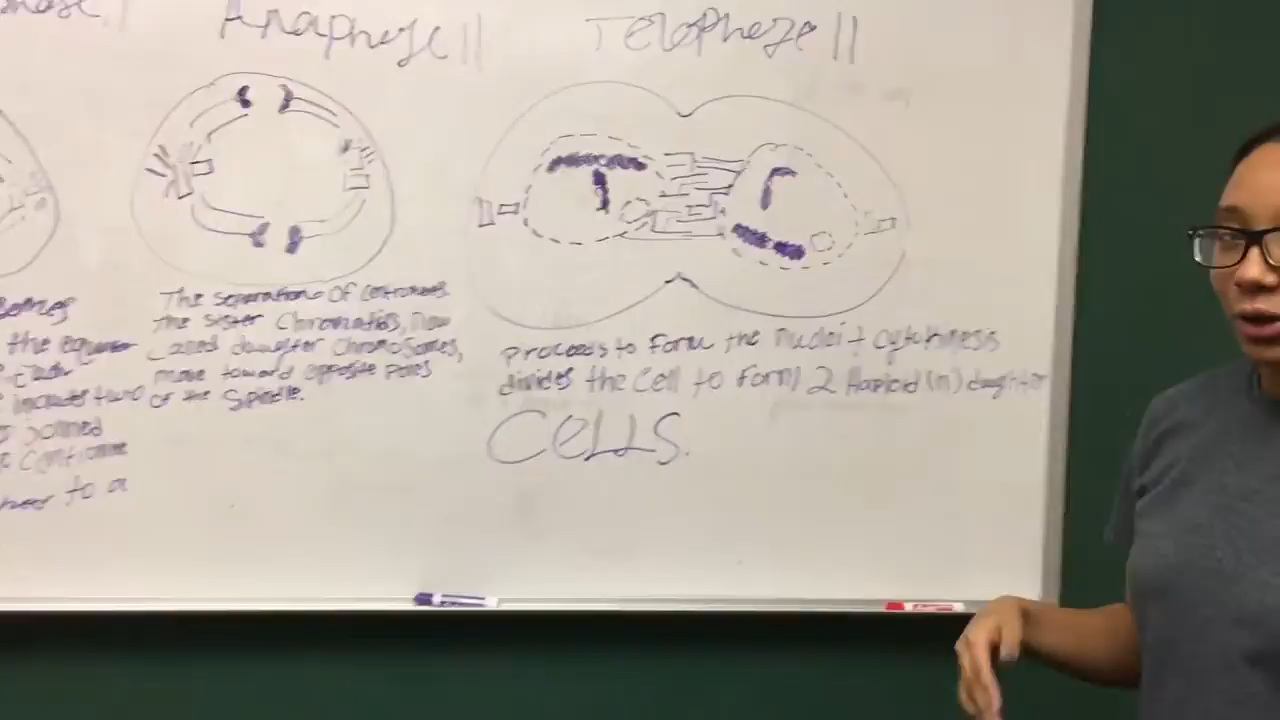 Anaphase II
Telophase II
the equator
includes two
Joined
to a
The separation of centromeres
the sister chromatids, now
called daughter chromosomes,
move toward opposite poles
of the spindle.
proceeds to form the nuclei + cytokinesis
divides the cell to form 2 Haploid (n) daughter
CELLS.